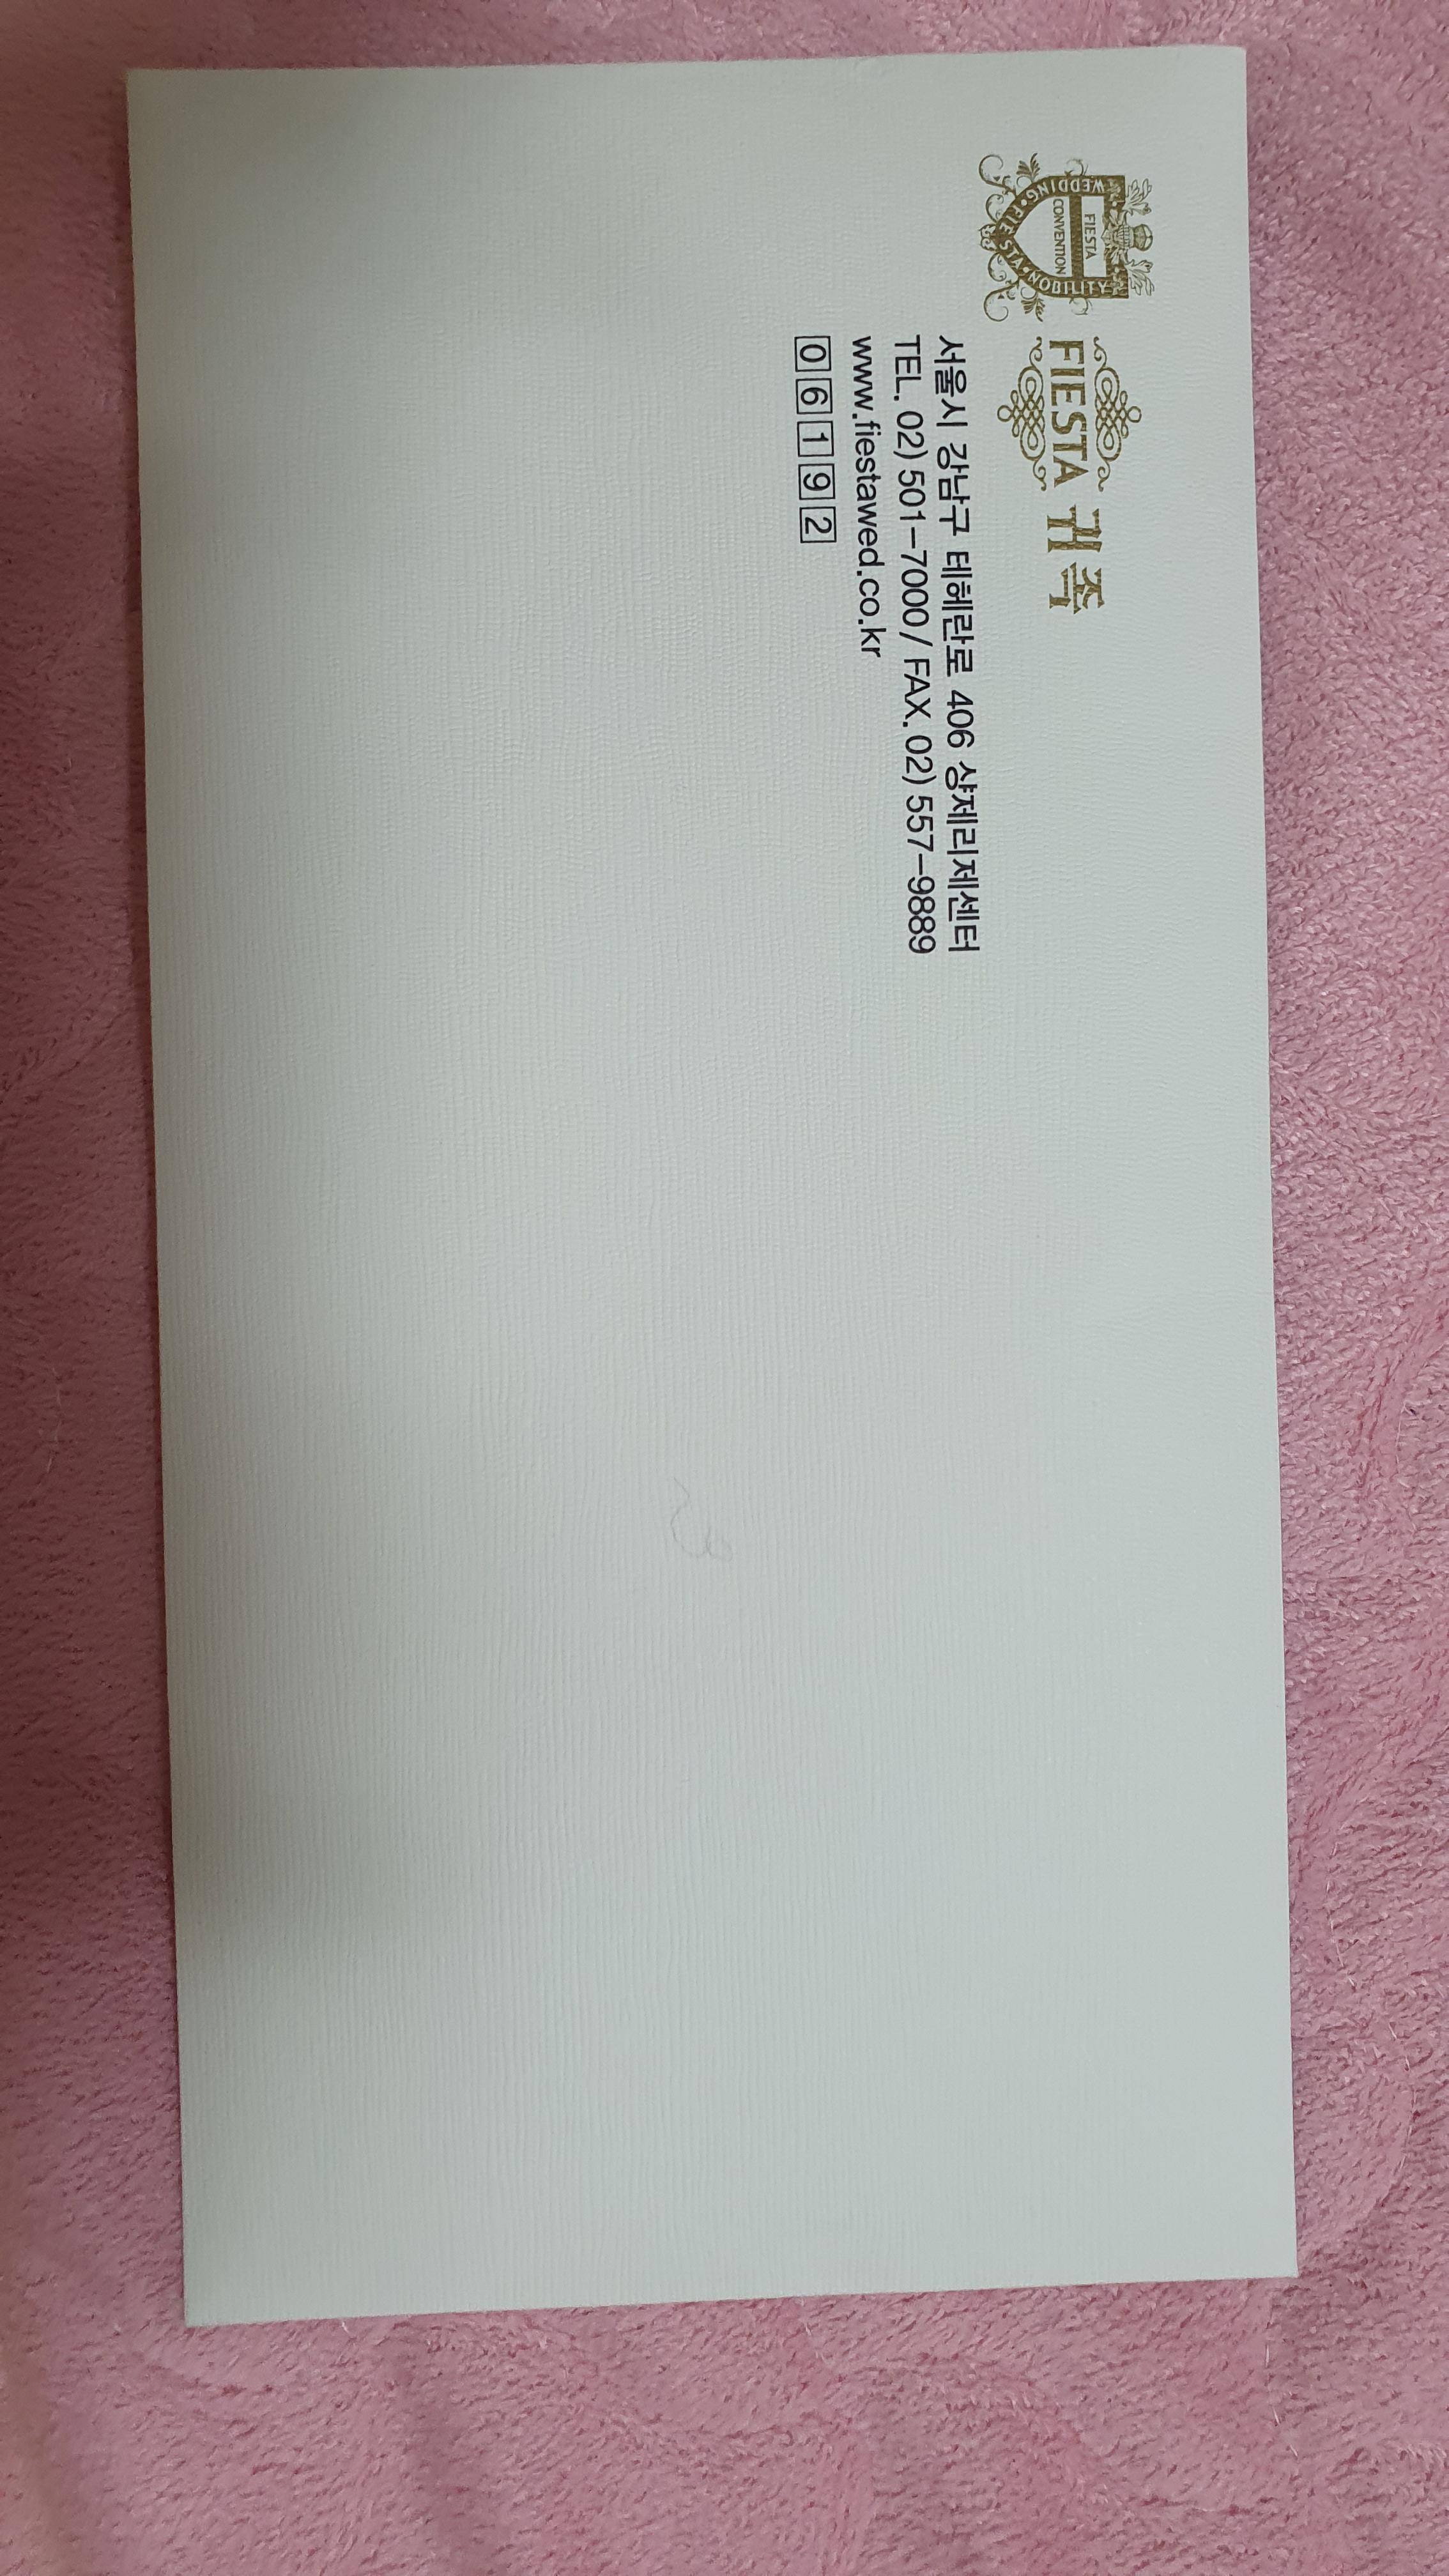 WEDDING·FIESTA·NOBILITY
FIESTA
CONVENTION
FIESTA 귀족
서울시 강남구 테헤란로 406 샹제리제센터
TEL. 02) 501-7000 / FAX. 02) 557-9889
www.fiestawed.co.kr
06192